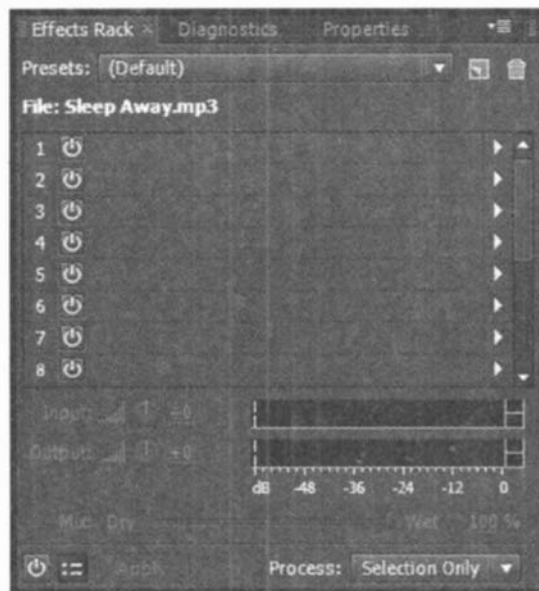 Effects Rack × Diagnostics Properties
Presets: (Default)
File: Sleep Away.mp3
1
2
3
4
5
6
7
8
Input: +0
Output: +0
dB -48 -36 -24 -12 0
Mix: Dry Wet 100 %
Apply Process: Selection Only